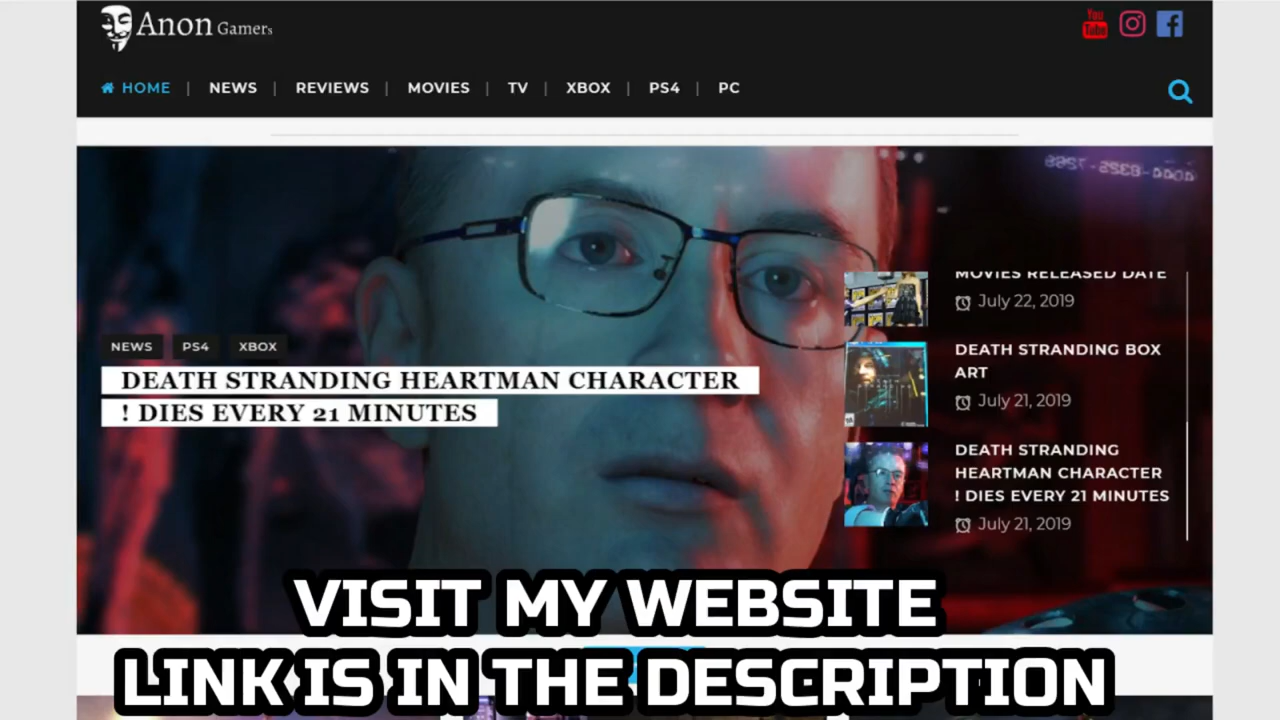 Anon Gamers
You
Tube
HOME | NEWS | REVIEWS | MOVIES | TV | XBOX | PS4 | PC
MOVIES RELEASED DATE
July 22, 2019
DEATH STRANDING BOX
ART
July 21, 2019
DEATH STRANDING
HEARTMAN CHARACTER
! DIES EVERY 21 MINUTES
July 21, 2019
NEWS PS4 XBOX
DEATH STRANDING HEARTMAN CHARACTER
! DIES EVERY 21 MINUTES
VISIT MY WEBSITE
LINK IS IN THE DESCRIPTION